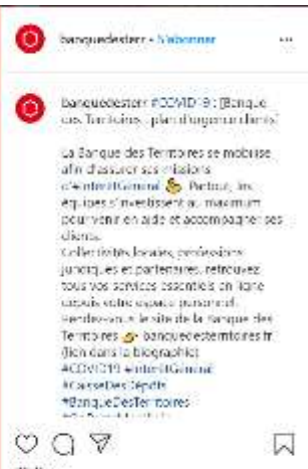 banquedesterr • S'abonner
banquedesterr #COVID19 : [Banque
des Territoires : plan d'urgence clients]
La Banque des Territoires se mobilise
afin d'assurer ses missions
d'#IntérêtGénéral 💪 Partout, les
équipes s'investissent au maximum
pour venir en aide et accompagner ses
clients.
Collectivités locales, professions
juridiques et partenaires, retrouvez
tous vos services essentiels en ligne
depuis votre espace personnel.
Rendez-vous le site de la Banque des
Territoires 👉 banquedesterritoires.fr
(lien dans la biographie)
#COVID19 #IntérêtGénéral
#CaisseDesDépôts
#BanqueDesTerritoires